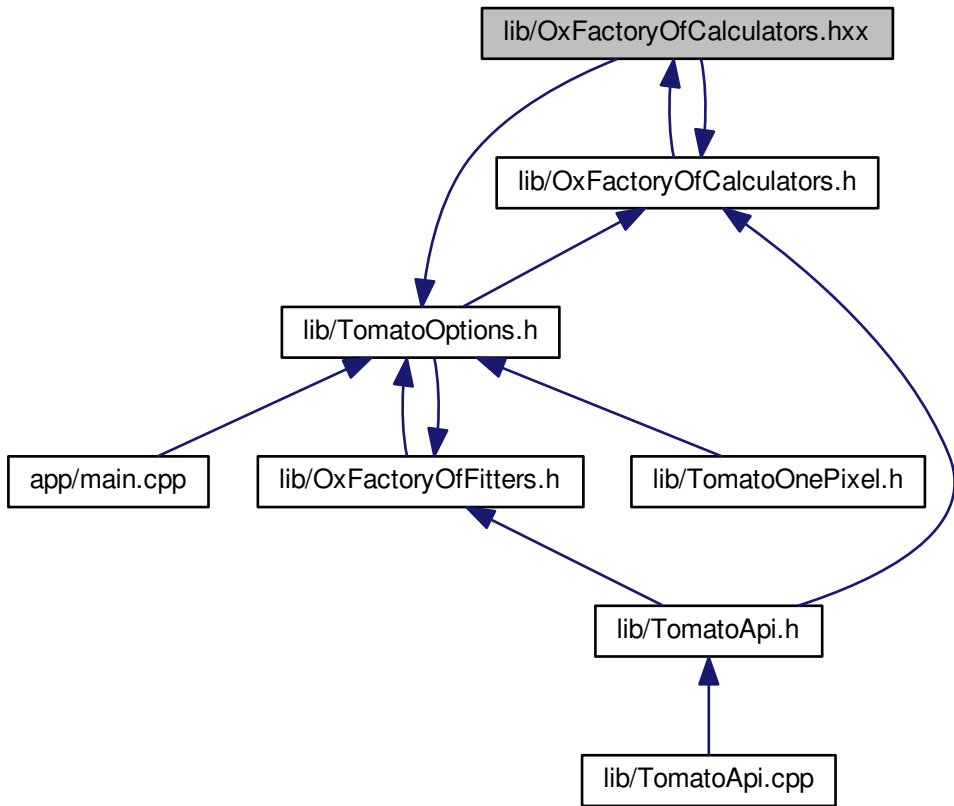 lib/OxFactoryOfCalculators.hxx
lib/OxFactoryOfCalculators.h
lib/TomatoOptions.h
app/main.cpp
lib/OxFactoryOfFitters.h
lib/TomatoOnePixel.h
lib/TomatoApi.h
lib/TomatoApi.cpp